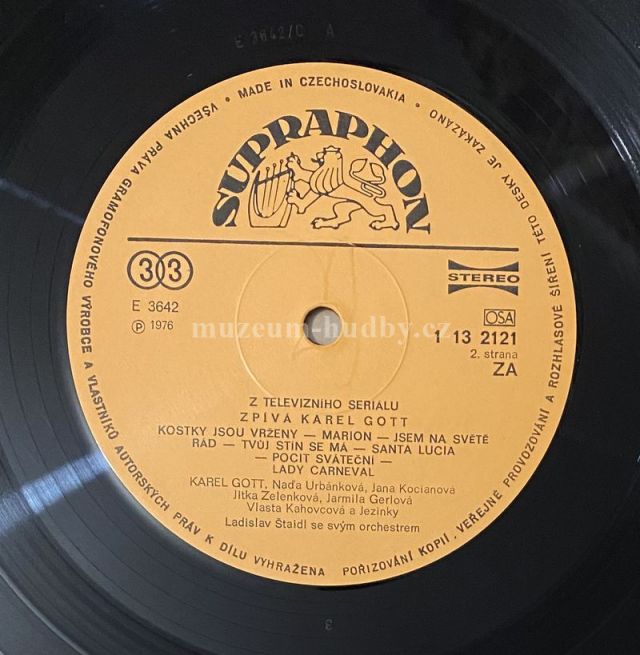 E 3642/C A
• MADE IN CZECHOSLOVAKIA •
VŠECHNA PRÁVA GRAMOFONOVÉHO VÝROBCE A VLASTNÍKŮ AUTORSKÝCH PRÁV K DÍLU VYHRAŽENA
POŘIZOVÁNÍ KOPIÍ, VEŘEJNÉ PROVOZOVÁNÍ A ROZHLASOVÉ ŠÍŘENÍ TÉTO DESKY JE ZAKÁZÁNO
SUPRAPHON
33
STEREO
E 3642
OSA
Ⓟ 1976
muzeum-hudby.cz
1 13 2121
2. strana
ZA
Z TELEVIZNÍHO SERIÁLU
ZPÍVÁ KAREL GOTT
KOSTKY JSOU VRŽENY — MARION — JSEM NA SVĚTĚ
RÁD — TVŮJ STÍN SE MÁ — SANTA LUCIA
— POCIT SVÁTEČNÍ —
LADY CARNEVAL
KAREL GOTT, Naďa Urbánková, Jana Kocianová
Jitka Zelenková, Jarmila Gerlová
Vlasta Kahovcová a Jezinky
Ladislav Štaidl se svým orchestrem
3